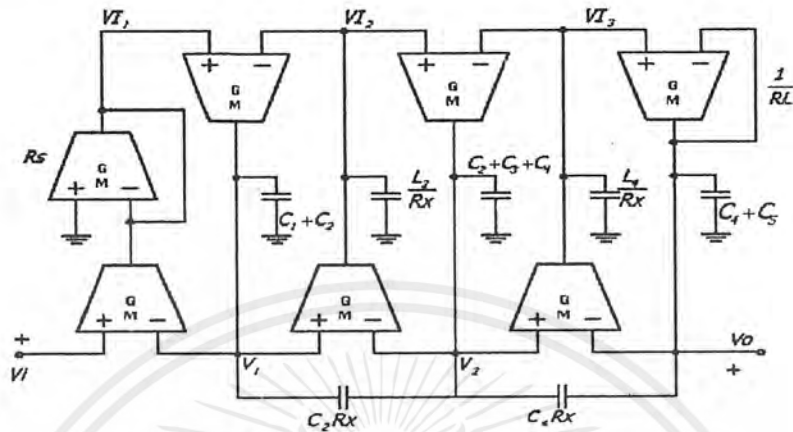 VI₁ VI₂ VI₃
+ − + − + −
G M G M G M
1/RL
Rs
G M
+ −
C₁+C₂ L₂/Rx C₂+C₃+C₄ L₄/Rx C₄+C₅
G M G M G M
+ − + − + −
+ Vi V₁ V₃ Vo +
C₂Rx C₄Rx